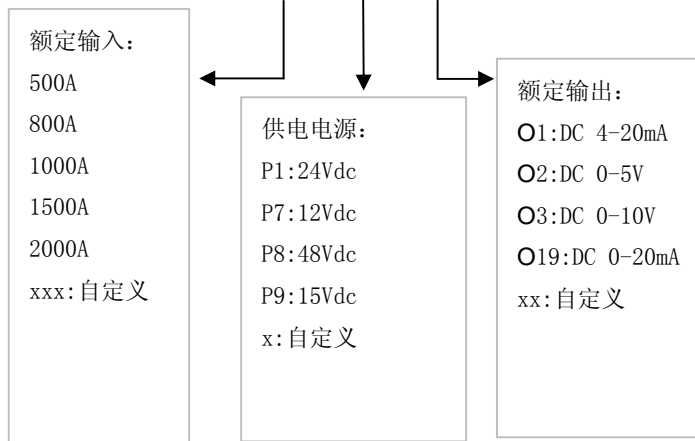 额定输入：
500A
800A
1000A
1500A
2000A
xxx:自定义
供电电源：
P1:24Vdc
P7:12Vdc
P8:48Vdc
P9:15Vdc
x:自定义
额定输出：
O1:DC 4-20mA
O2:DC 0-5V
O3:DC 0-10V
O19:DC 0-20mA
xx:自定义